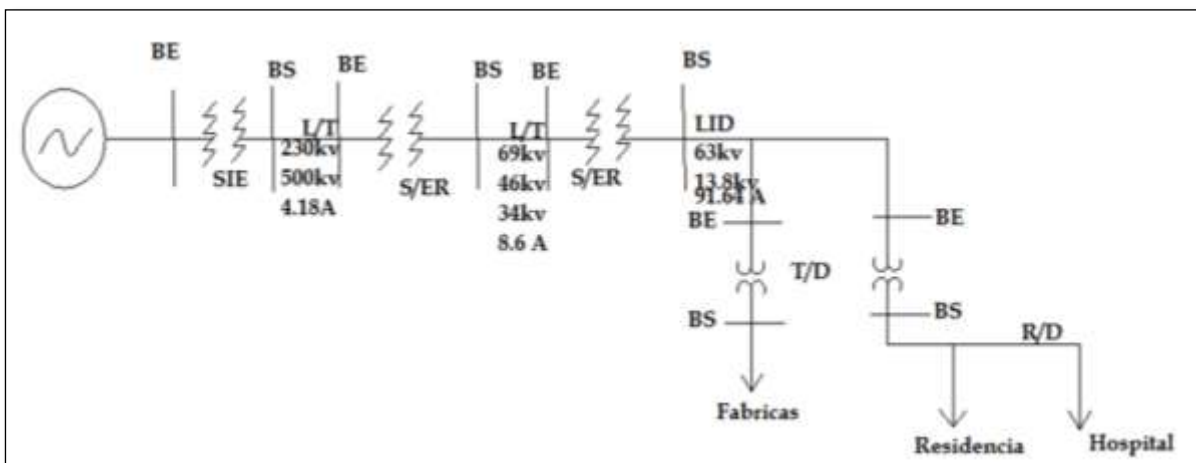 BE
BS
BE
L/T
230kv
500kv
4.18A
SIE
S/ER
BS
BE
L/T
69kv
46kv
34kv
8.6 A
S/ER
BS
LID
63kv
13.8kv
91.64 A
BE
BS
T/D
BE
BS
R/D
Fabricas
Residencia
Hospital